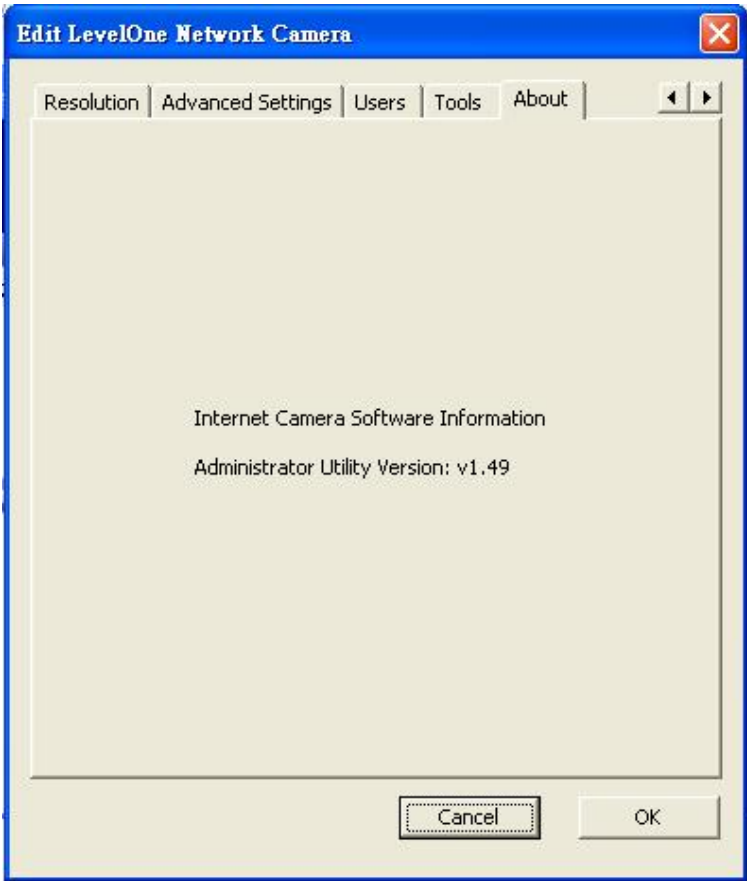 Edit LevelOne Network Camera
Resolution Advanced Settings Users Tools About
Internet Camera Software Information
Administrator Utility Version: v1.49
Cancel OK